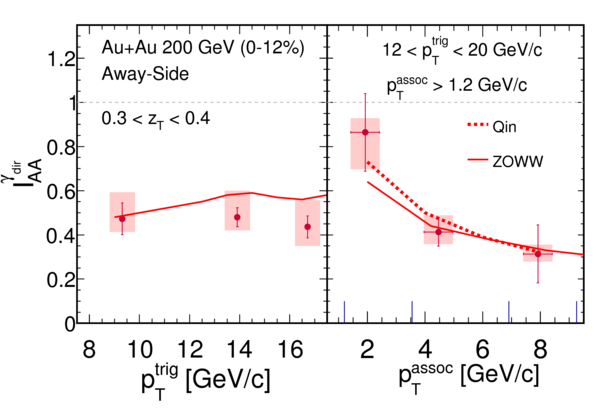 Au+Au 200 GeV (0-12%)
Away-Side
0.3 < z_T < 0.4
12 < p_T^trig < 20 GeV/c
p_T^assoc > 1.2 GeV/c
Qin
ZOWW
I_AA^γdir
1.2
1
0.8
0.6
0.4
0.2
0
8 10 12 14 16
2 4 6 8
p_T^trig [GeV/c]
p_T^assoc [GeV/c]